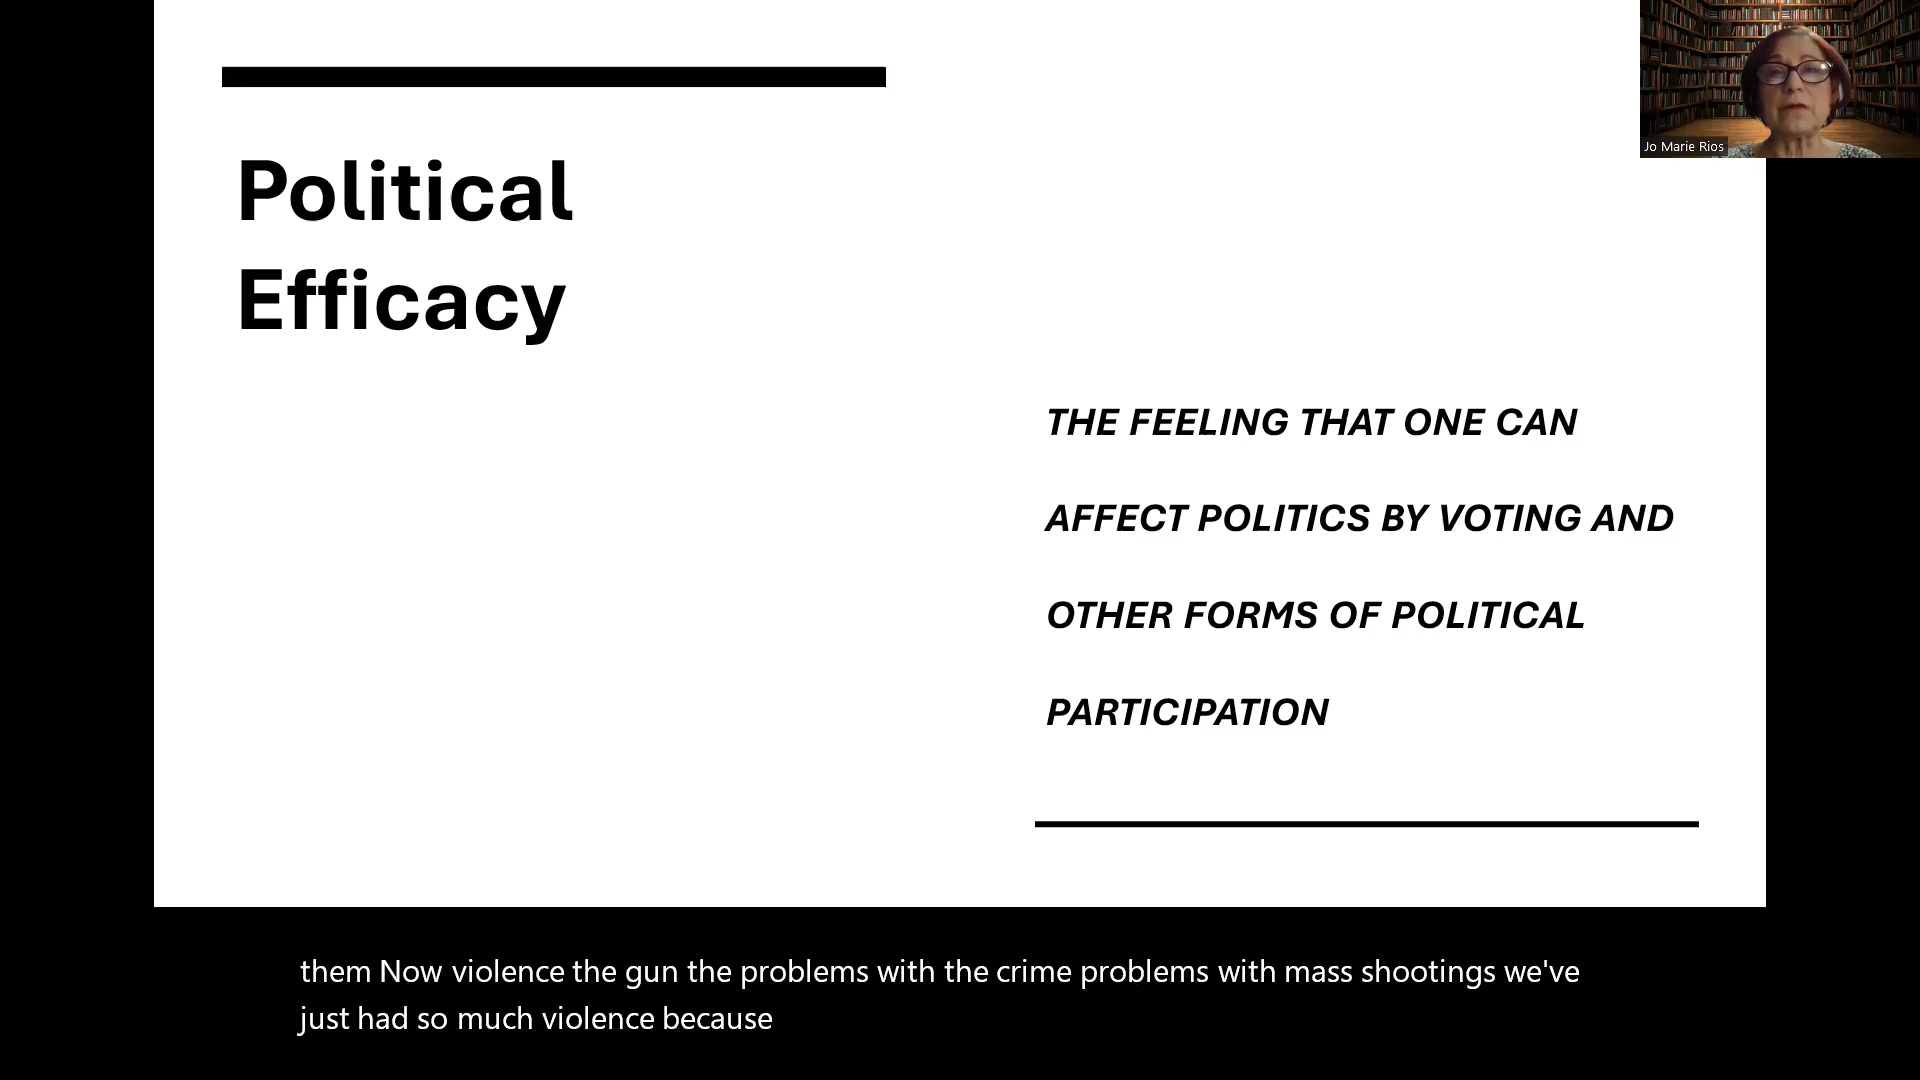 Political
Efficacy
THE FEELING THAT ONE CAN
AFFECT POLITICS BY VOTING AND
OTHER FORMS OF POLITICAL
PARTICIPATION
Jo Marie Rios
them Now violence the gun the problems with the crime problems with mass shootings we've
just had so much violence because